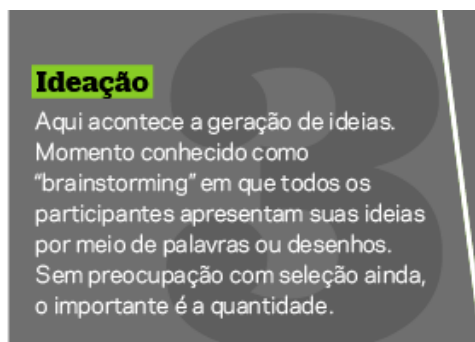 3
Ideação
Aqui acontece a geração de ideias.
Momento conhecido como
"brainstorming" em que todos os
participantes apresentam suas ideias
por meio de palavras ou desenhos.
Sem preocupação com seleção ainda,
o importante é a quantidade.